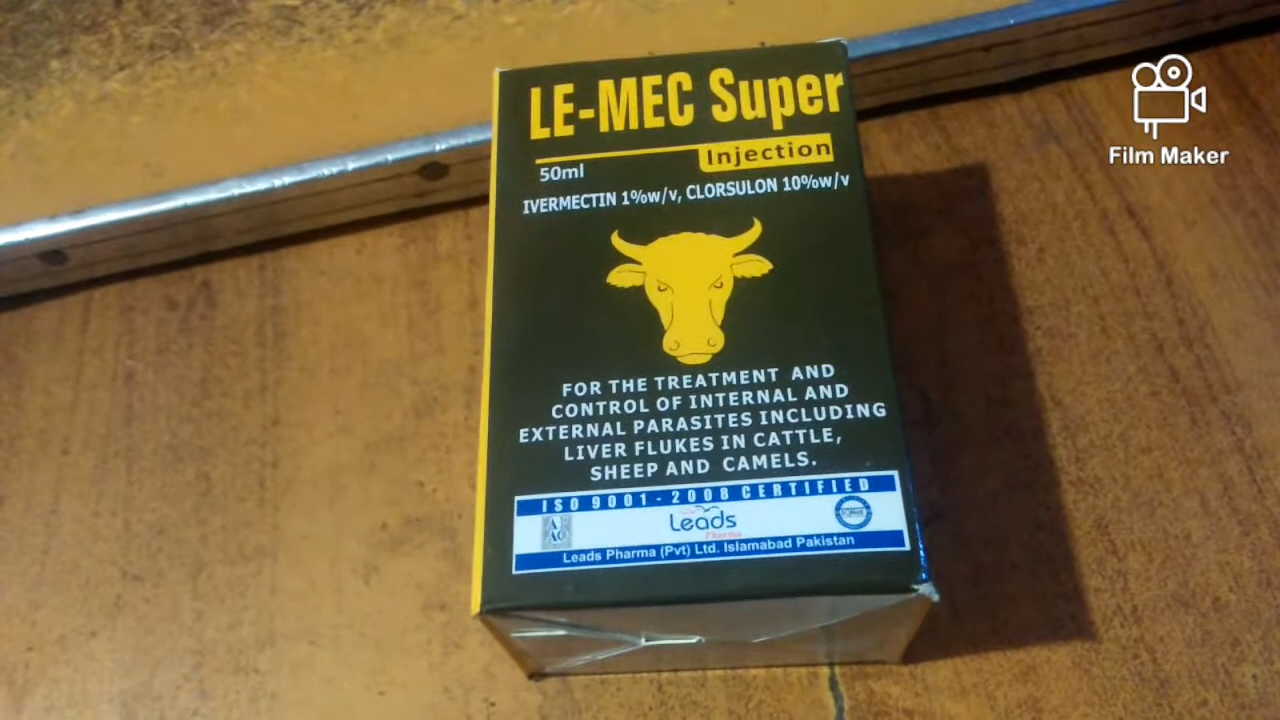 LE-MEC Super
Injection
50ml
IVERMECTIN 1%w/v, CLORSULON 10%w/v
FOR THE TREATMENT AND
CONTROL OF INTERNAL AND
EXTERNAL PARASITES INCLUDING
LIVER FLUKES IN CATTLE,
SHEEP AND CAMELS.
ISO 9001-2008 CERTIFIED
Leads
Pharma
Leads Pharma (Pvt) Ltd. Islamabad Pakistan
Film Maker